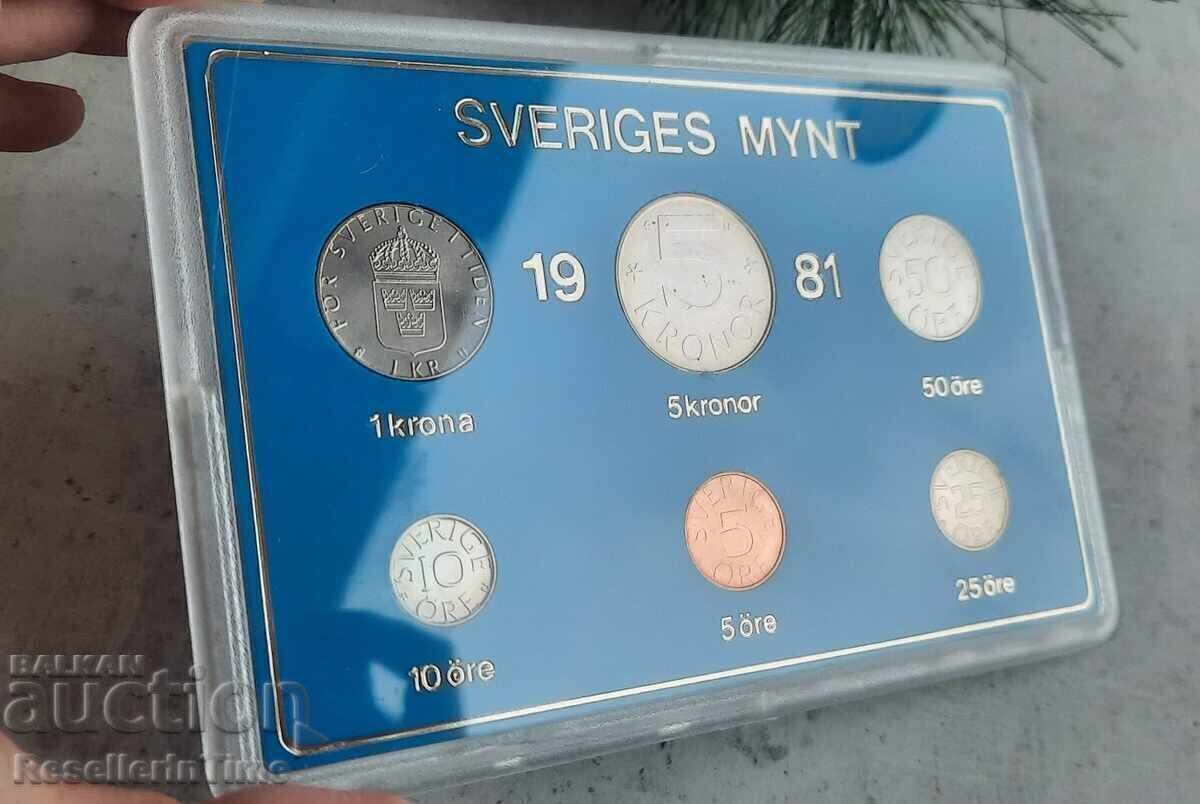 SVERIGES MYNT
FÖR SVERIGE I TIDEN
1 KR
19
5
KRONOR
81
SVERIGE
50
ÖRE
1 krona
5 kronor
50 öre
SVERIGE
10
ÖRE
SVERIGE
5
ÖRE
SVERIGE
25
ÖRE
10 öre
5 öre
25 öre
BALKAN
auction
ResellerinTime